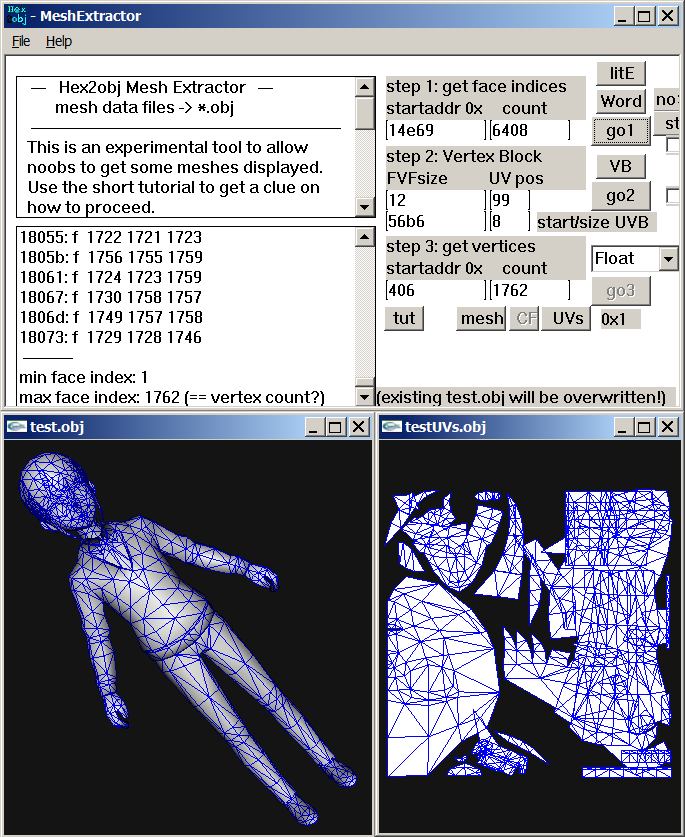 Hex
obj
- MeshExtractor
File Help
— Hex2obj Mesh Extractor —
mesh data files -> *.obj
This is an experimental tool to allow
noobs to get some meshes displayed.
Use the short tutorial to get a clue on
how to proceed.
18055: f 1722 1721 1723
1805b: f 1756 1755 1759
18061: f 1724 1723 1759
18067: f 1730 1758 1757
1806d: f 1749 1757 1758
18073: f 1729 1728 1746
min face index: 1
max face index: 1762 (== vertex count?)
step 1: get face indices
startaddr 0x count
14e69 6408
litE
Word
go1
no
st
step 2: Vertex Block
FVFsize UV pos
12 99
56b6 8 start/size UVB
VB
go2
step 3: get vertices
startaddr 0x count
406 1762
Float
go3
tut mesh CF UVs 0x1
(existing test.obj will be overwritten!)
test.obj
testUVs.obj